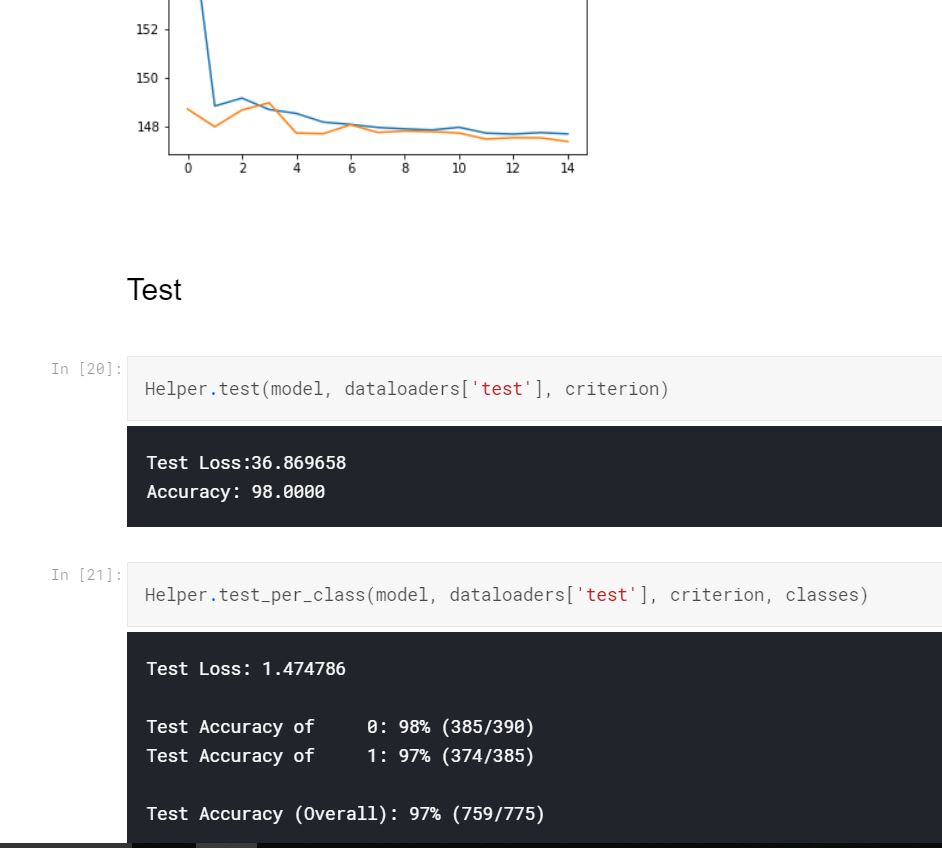 152
150
148
0 2 4 6 8 10 12 14
Test
In [20]:
Helper.test(model, dataloaders['test'], criterion)
Test Loss:36.869658
Accuracy: 98.0000
In [21]:
Helper.test_per_class(model, dataloaders['test'], criterion, classes)
Test Loss: 1.474786
Test Accuracy of     0: 98% (385/390)
Test Accuracy of     1: 97% (374/385)
Test Accuracy (Overall): 97% (759/775)